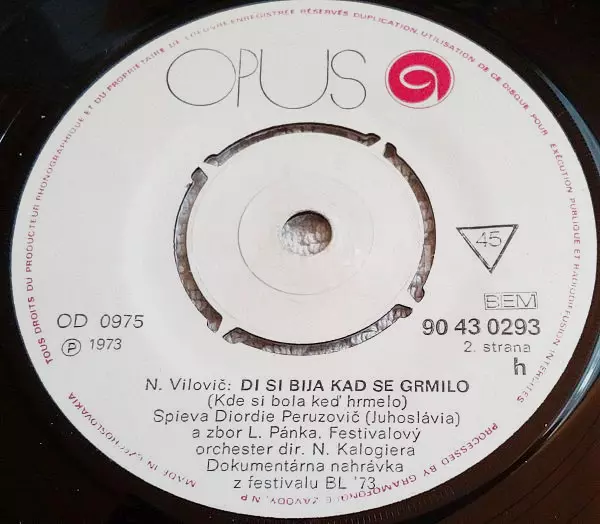 TOUS DROITS DU PRODUCTEUR PHONOGRAPHIQUE ET DU PROPRIETAIRE DE L'OEUVRE ENREGISTREE RÉSERVÉS DUPLICATION, UTILISATION DE CE DISQUE POUR EXÉCUTION PUBLIQUE ET RADIODIFFUSION INTERDITES
OPUS
45
BIEM
OD 0975
90 43 0293
Ⓟ 1973
2. strana
h
N. Vilovič: DI SI BIJA KAD SE GRMILO
(Kde si bola keď hrmelo)
Spieva Diordie Peruzovič (Juhoslávia)
a zbor L. Pánka, Festivalový
orchester dir. N. Kalogiera
Dokumentárna nahrávka
z festivalu BL '73
MADE IN CZECHOSLOVAKIA
PROCESSED BY GRAMOFONOVÉ ZÁVODY, N.P.